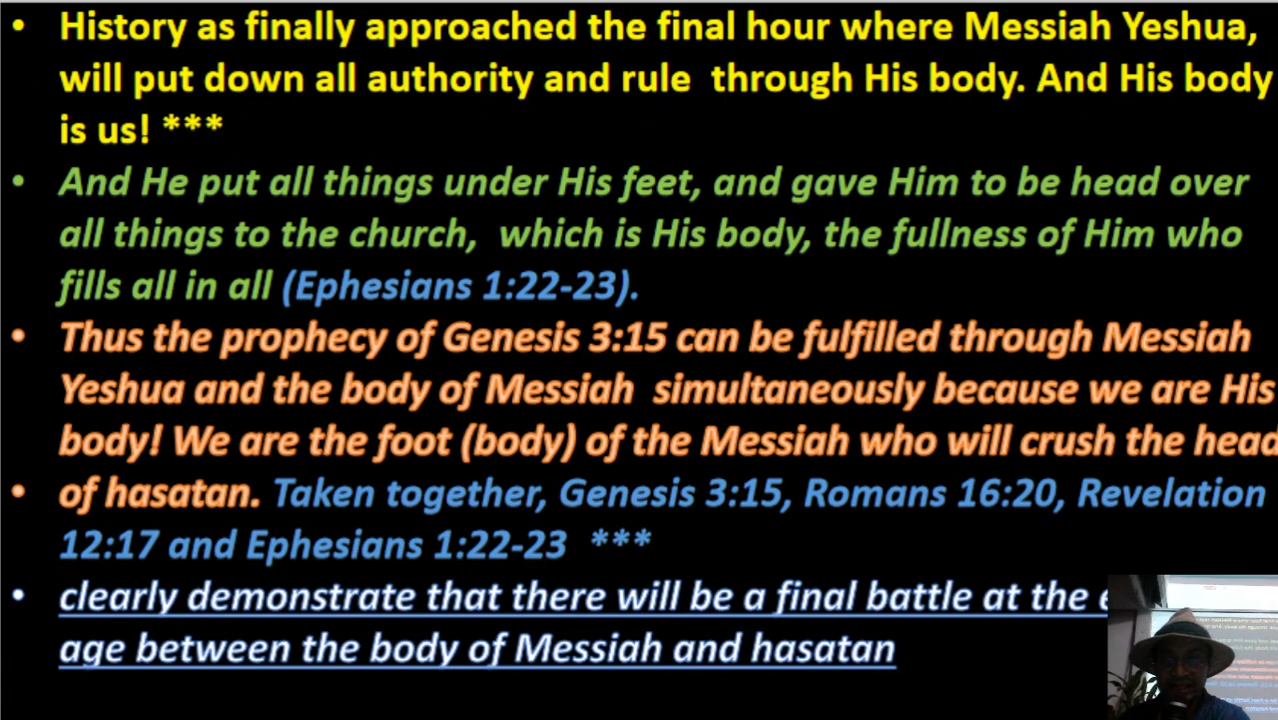 • History as finally approached the final hour where Messiah Yeshua,
will put down all authority and rule through His body. And His body
is us! ***
• And He put all things under His feet, and gave Him to be head over
all things to the church, which is His body, the fullness of Him who
fills all in all (Ephesians 1:22-23).
• Thus the prophecy of Genesis 3:15 can be fulfilled through Messiah
Yeshua and the body of Messiah simultaneously because we are His
body! We are the foot (body) of the Messiah who will crush the head
• of hasatan. Taken together, Genesis 3:15, Romans 16:20, Revelation
12:17 and Ephesians 1:22-23 ***
• clearly demonstrate that there will be a final battle at the
age between the body of Messiah and hasatan